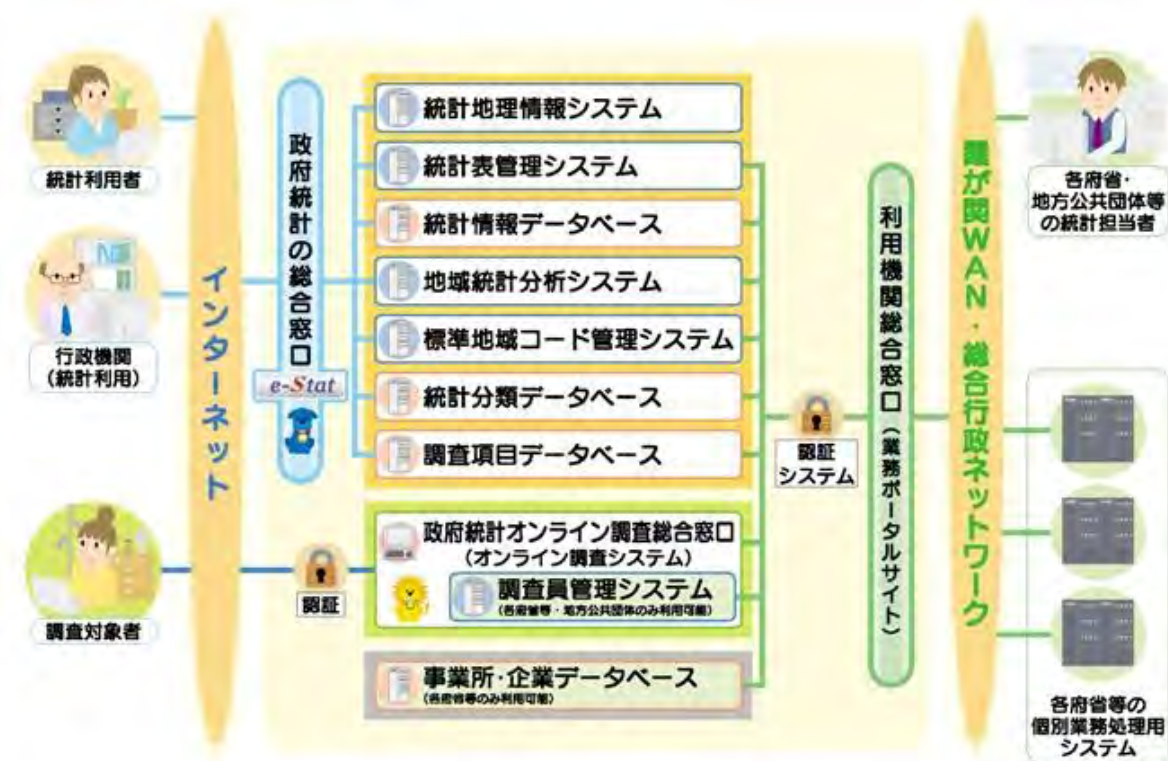 統計利用者
行政機関
(統計利用)
調査対象者
インターネット
政府統計の総合窓口
e-Stat
統計地理情報システム
統計表管理システム
統計情報データベース
地域統計分析システム
標準地域コード管理システム
統計分類データベース
調査項目データベース
認証
政府統計オンライン調査総合窓口
(オンライン調査システム)
調査員管理システム
(各府省等・地方公共団体のみ利用可能)
事業所・企業データベース
(各府省等のみ利用可能)
認証
システム
利用機関総合窓口(業務ポータルサイト)
霞が関WAN・総合行政ネットワーク
各府省・
地方公共団体等
の統計担当者
各府省等の
個別業務処理用
システム